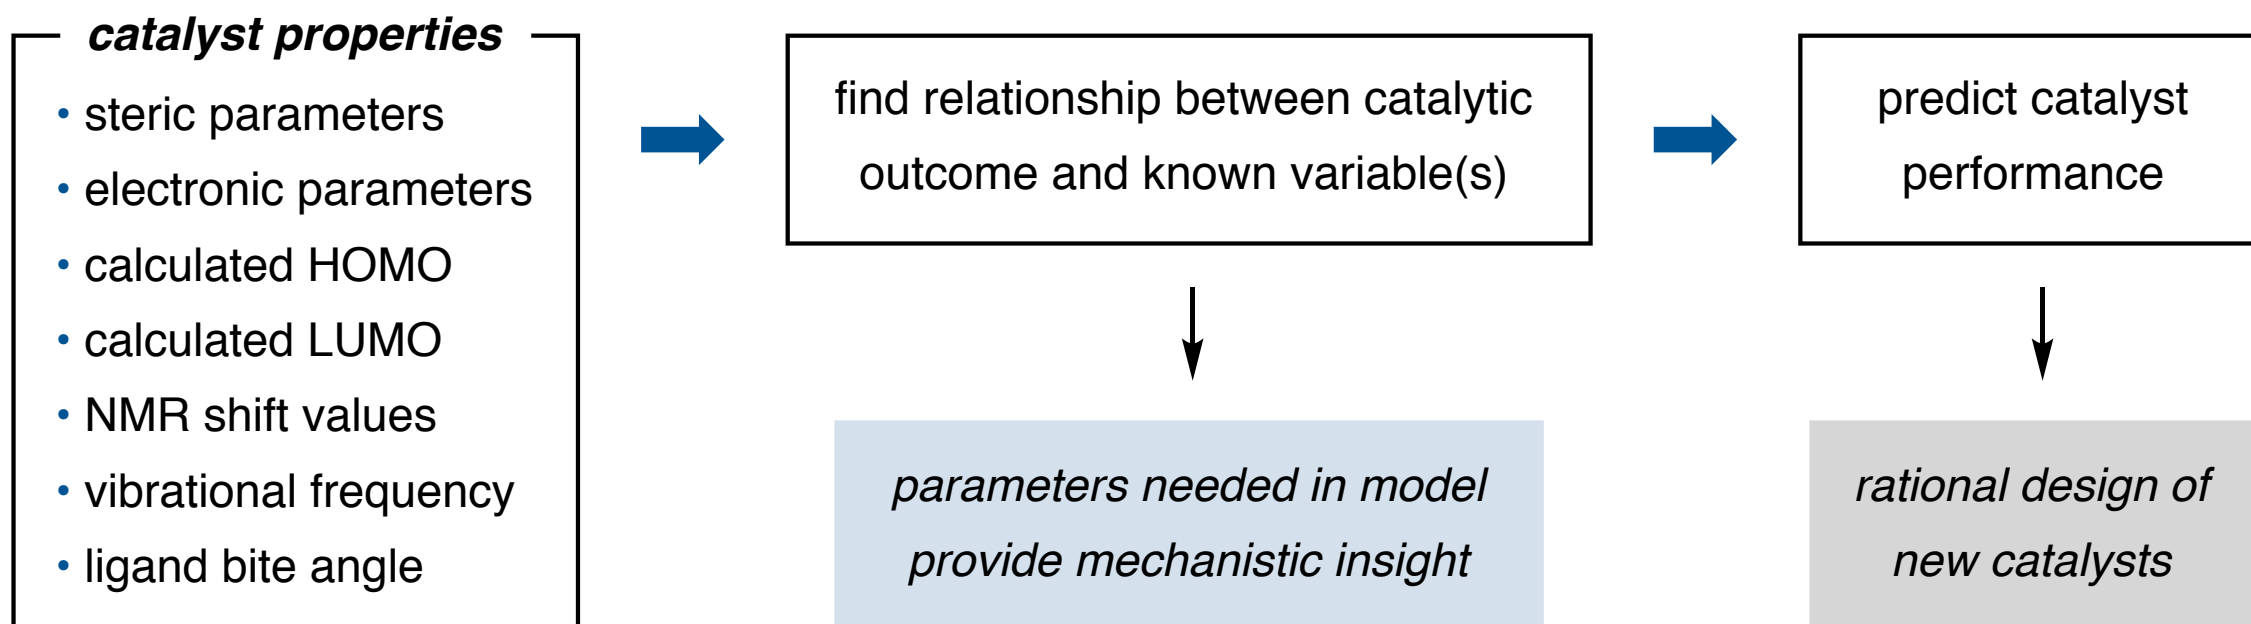 catalyst properties
• steric parameters
• electronic parameters
• calculated HOMO
• calculated LUMO
• NMR shift values
• vibrational frequency
• ligand bite angle
find relationship between catalytic
outcome and known variable(s)
parameters needed in model
provide mechanistic insight
predict catalyst
performance
rational design of
new catalysts